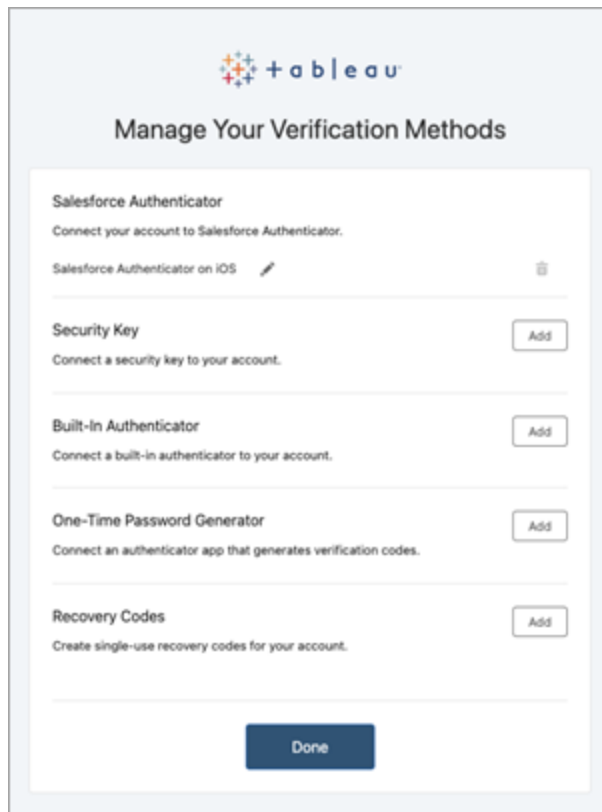 + a b l e a u
Manage Your Verification Methods
Salesforce Authenticator
Connect your account to Salesforce Authenticator.
Salesforce Authenticator on iOS
Security Key
Add
Connect a security key to your account.
Built-In Authenticator
Add
Connect a built-in authenticator to your account.
One-Time Password Generator
Add
Connect an authenticator app that generates verification codes.
Recovery Codes
Add
Create single-use recovery codes for your account.
Done